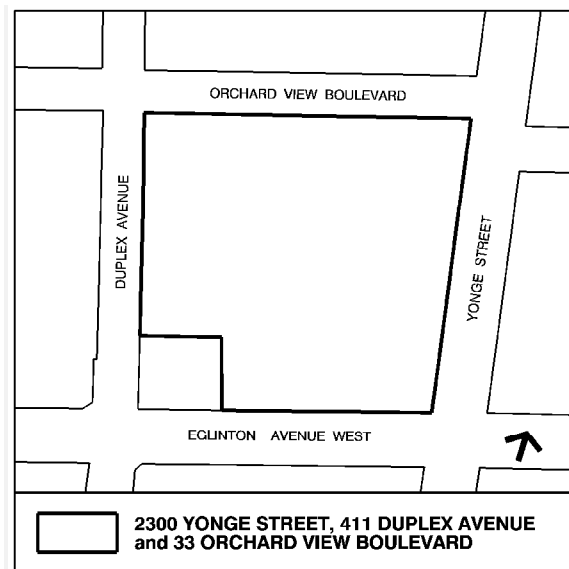 ORCHARD VIEW BOULEVARD
DUPLEX AVENUE
YONGE STREET
EGLINTON AVENUE WEST
2300 YONGE STREET, 411 DUPLEX AVENUE
and 33 ORCHARD VIEW BOULEVARD